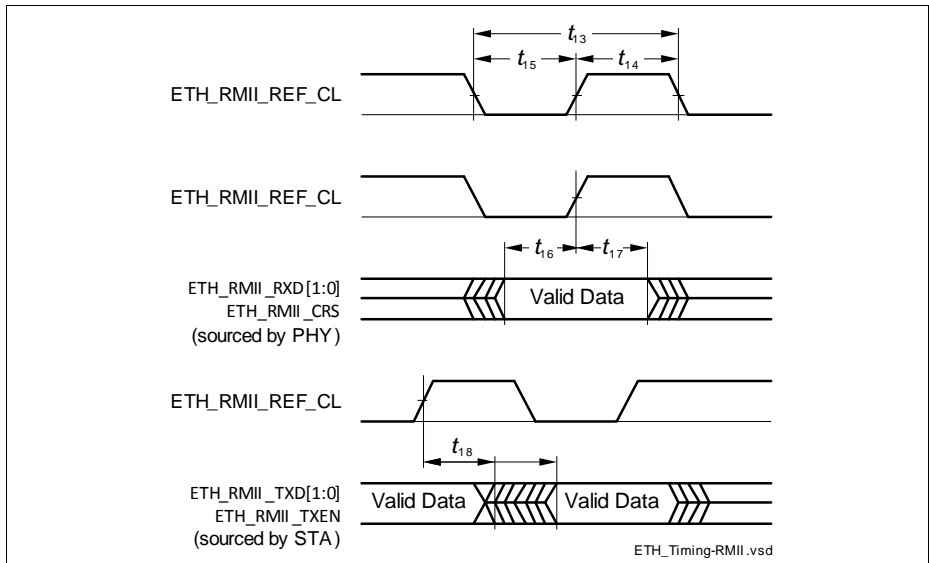 t13
t15 t14
ETH_RMII_REF_CL
ETH_RMII_REF_CL
t16 t17
ETH_RMII_RXD[1:0]
ETH_RMII_CRS
(sourced by PHY)
Valid Data
ETH_RMII_REF_CL
t18
ETH_RMII_TXD[1:0]
ETH_RMII_TXEN
(sourced by STA)
Valid Data Valid Data
ETH_Timing-RMII.vsd